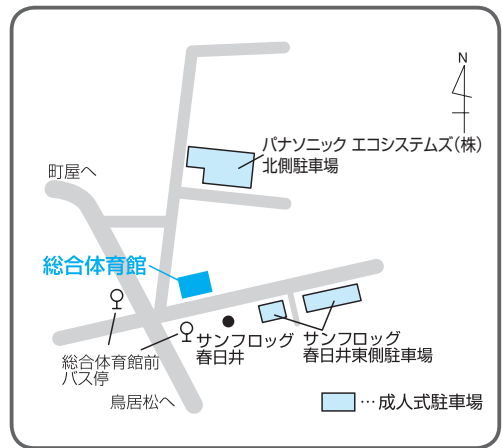 N
パナソニック エコシステムズ(株)
北側駐車場
町屋へ
総合体育館
サンフロッグ
春日井
サンフロッグ
春日井東側駐車場
総合体育館前
バス停
鳥居松へ
…成人式駐車場